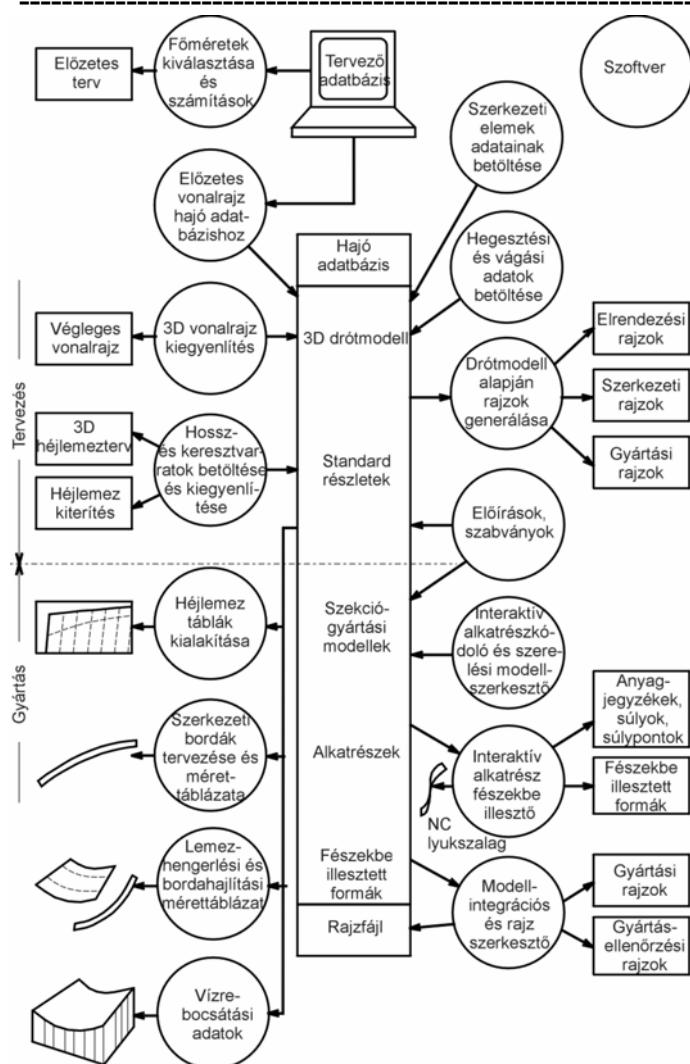 Előzetes
terv
Főméretek
kiválasztása
és
számítások
Tervező
adatbázis
Szoftver
Szerkezeti
elemek
adatainak
betöltése
Előzetes
vonalrajz
hajó adat-
bázishoz
Hajó
adatbázis
Hegesztési
és vágási
adatok
betöltése
Tervezés
Végleges
vonalrajz
3D vonalrajz
kiegyenlítés
3D drótmodell
Drótmodell
alapján
rajzok
generálása
Elrendezési
rajzok
Szerkezeti
rajzok
Gyártási
rajzok
3D
héjlemezterv
Héjlemez
kiterítés
Hossz-
és keresztva-
ratok betöltése
és kiegyenlí-
tése
Standard
részletek
Előírások,
szabványok
Gyártás
Héjlemez
táblák
kialakítása
Szekció-
gyártási
modellek
Interaktív
alkatrészkó-
doló és szere-
lési modell-
szerkesztő
Szerkezeti
bordák
tervezése és
méret-
táblázata
Alkatrészek
Interaktív
alkatrész
fészekbe
illesztő
NC
lyukszalag
Anyag-
jegyzékek,
súlyok,
súlypontok
Fészekbe
illesztett
formák
Lemez-
hengerlési és
bordahajlítási
mérettáblázat
Fészekbe
illesztett
formák
Rajzfájl
Modell-
integrációs
és rajz
szerkesztő
Gyártási
rajzok
Gyártás-
ellenőrzési
rajzok
Vízre-
bocsátási
adatok